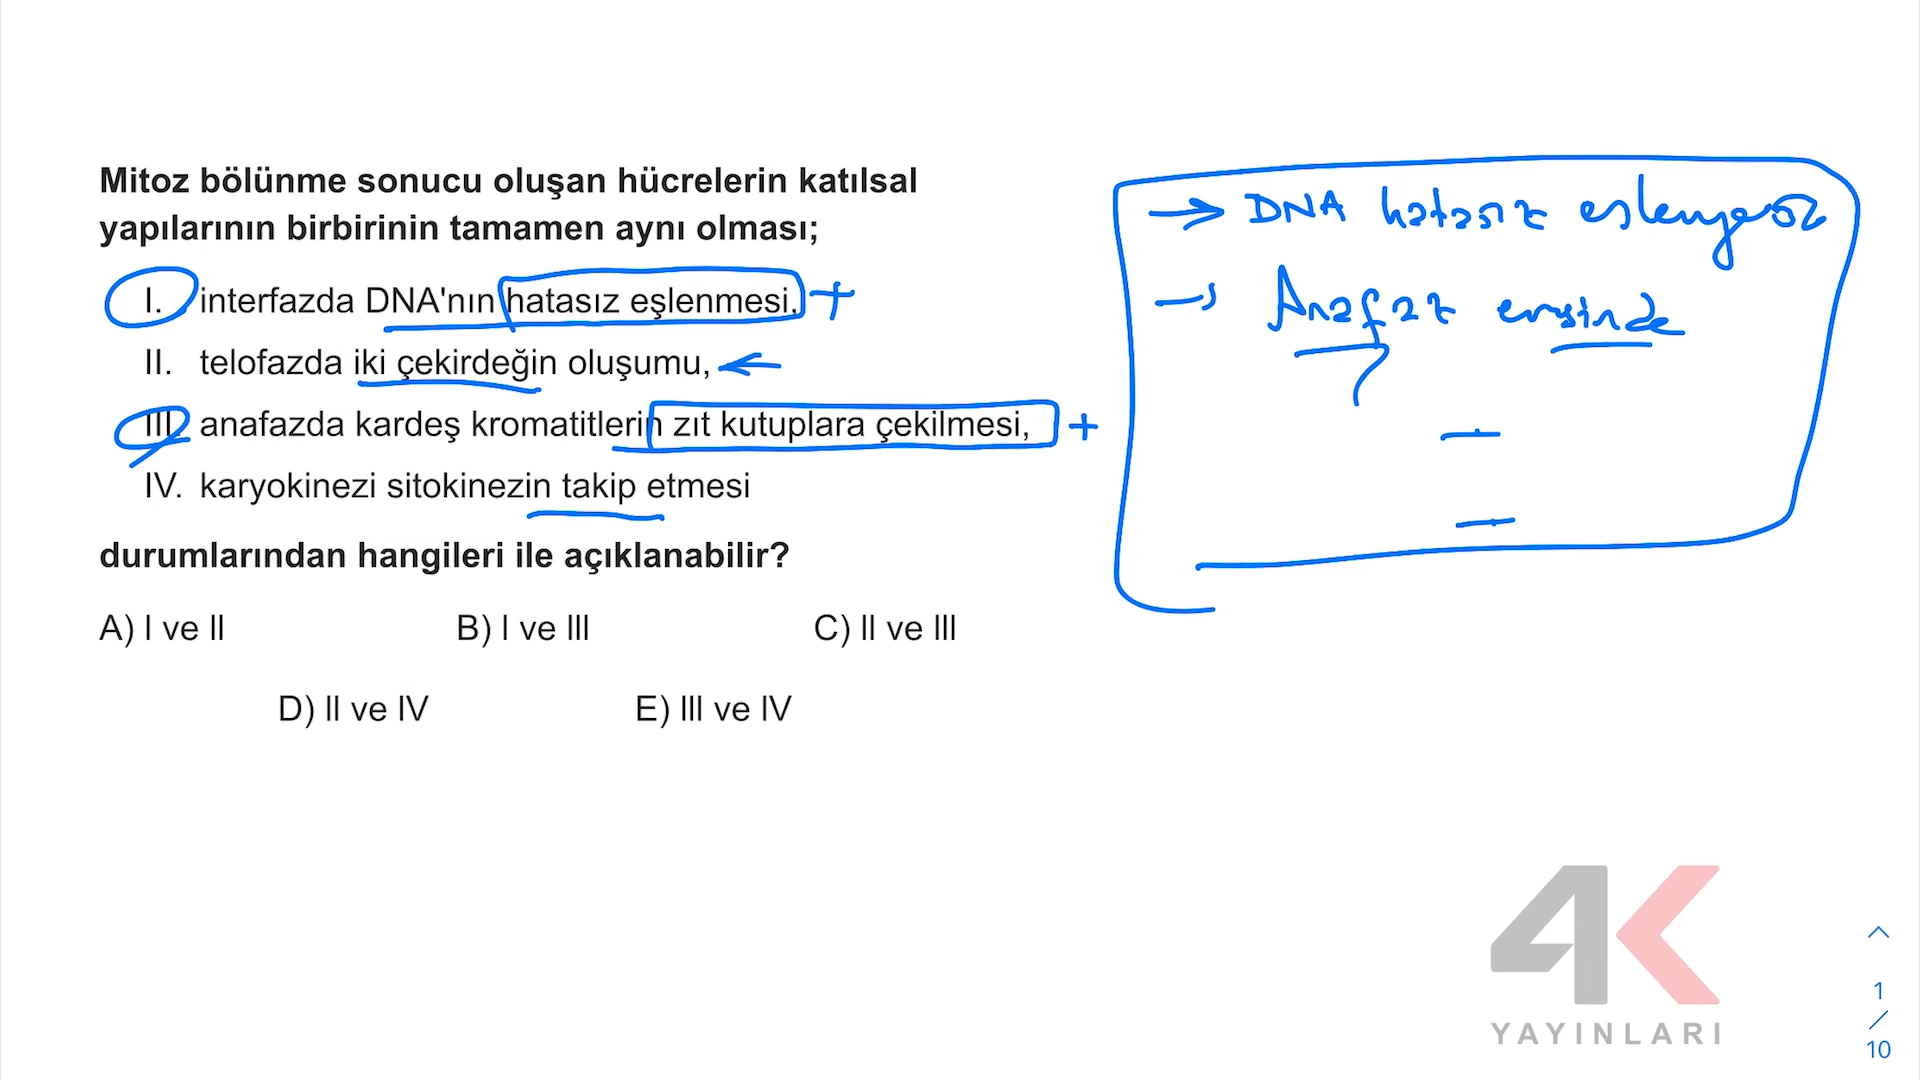 Mitoz bölünme sonucu oluşan hücrelerin katılsal
yapılarının birbirinin tamamen aynı olması;
I. interfazda DNA'nın hatasız eşlenmesi, +
II. telofazda iki çekirdeğin oluşumu,
III. anafazda kardeş kromatitlerin zıt kutuplara çekilmesi, +
IV. karyokinezi sitokinezin takip etmesi
durumlarından hangileri ile açıklanabilir?
A) I ve II B) I ve III C) II ve III
D) II ve IV E) III ve IV
→ DNA hatasız
→ Anafaz
4K
YAYINLARI
1
/
10